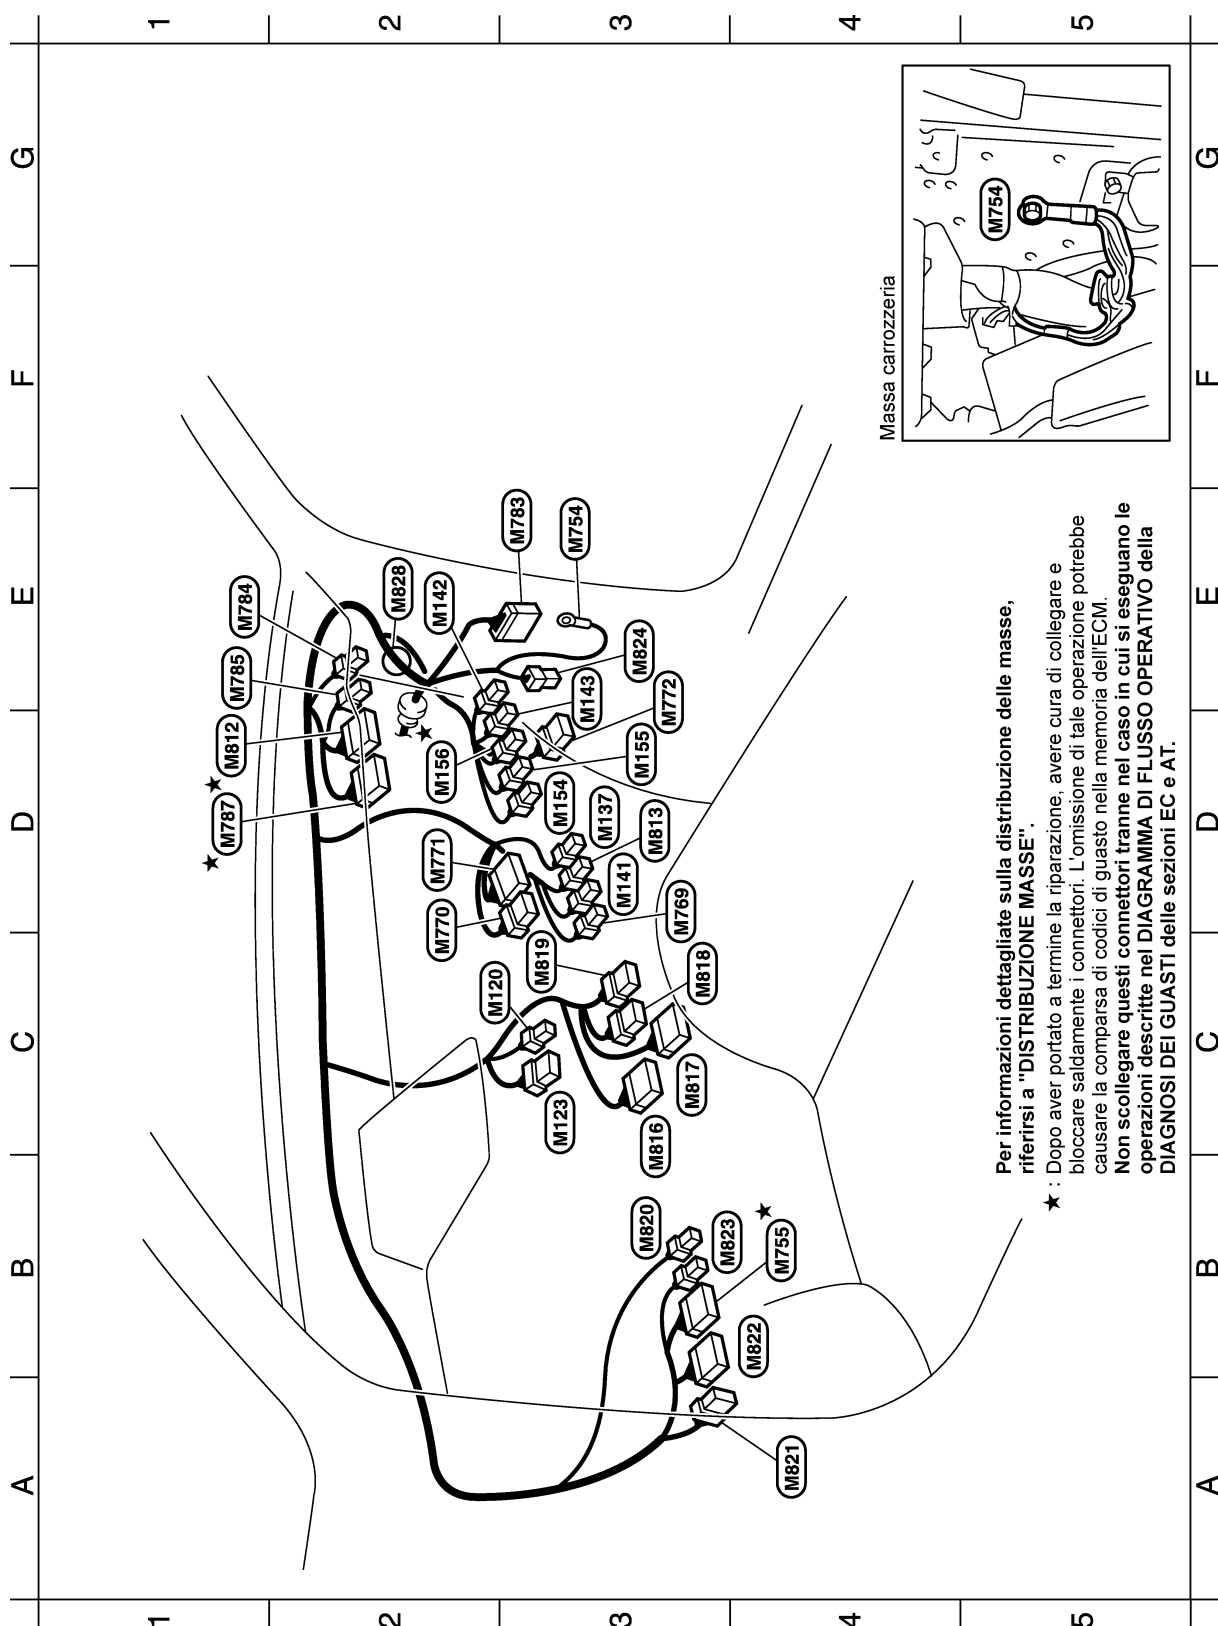 1 2 3 4 5
G G
F F
E E
D D
C C
B B
A A
1 2 3 4 5
M784
M785
M812
★ M787
★
M828
M142
M783
M754
M824
M143
M772
M156
★
M155
M154
M137
M813
M771
M141
M770
M769
M819
M818
M120
M123
M817
M816
M820
M823
★
M755
M822
M821
Massa carrozzeria
M754
Per informazioni dettagliate sulla distribuzione delle masse,
riferirsi a "DISTRIBUZIONE MASSE".
★ : Dopo aver portato a termine la riparazione, avere cura di collegare e
bloccare saldamente i connettori. L'omissione di tale operazione potrebbe
causare la comparsa di codici di guasto nella memoria dell'ECM.
Non scollegare questi connettori tranne nel caso in cui si eseguano le
operazioni descritte nel DIAGRAMMA DI FLUSSO OPERATIVO della
DIAGNOSI DEI GUASTI delle sezioni EC e AT.